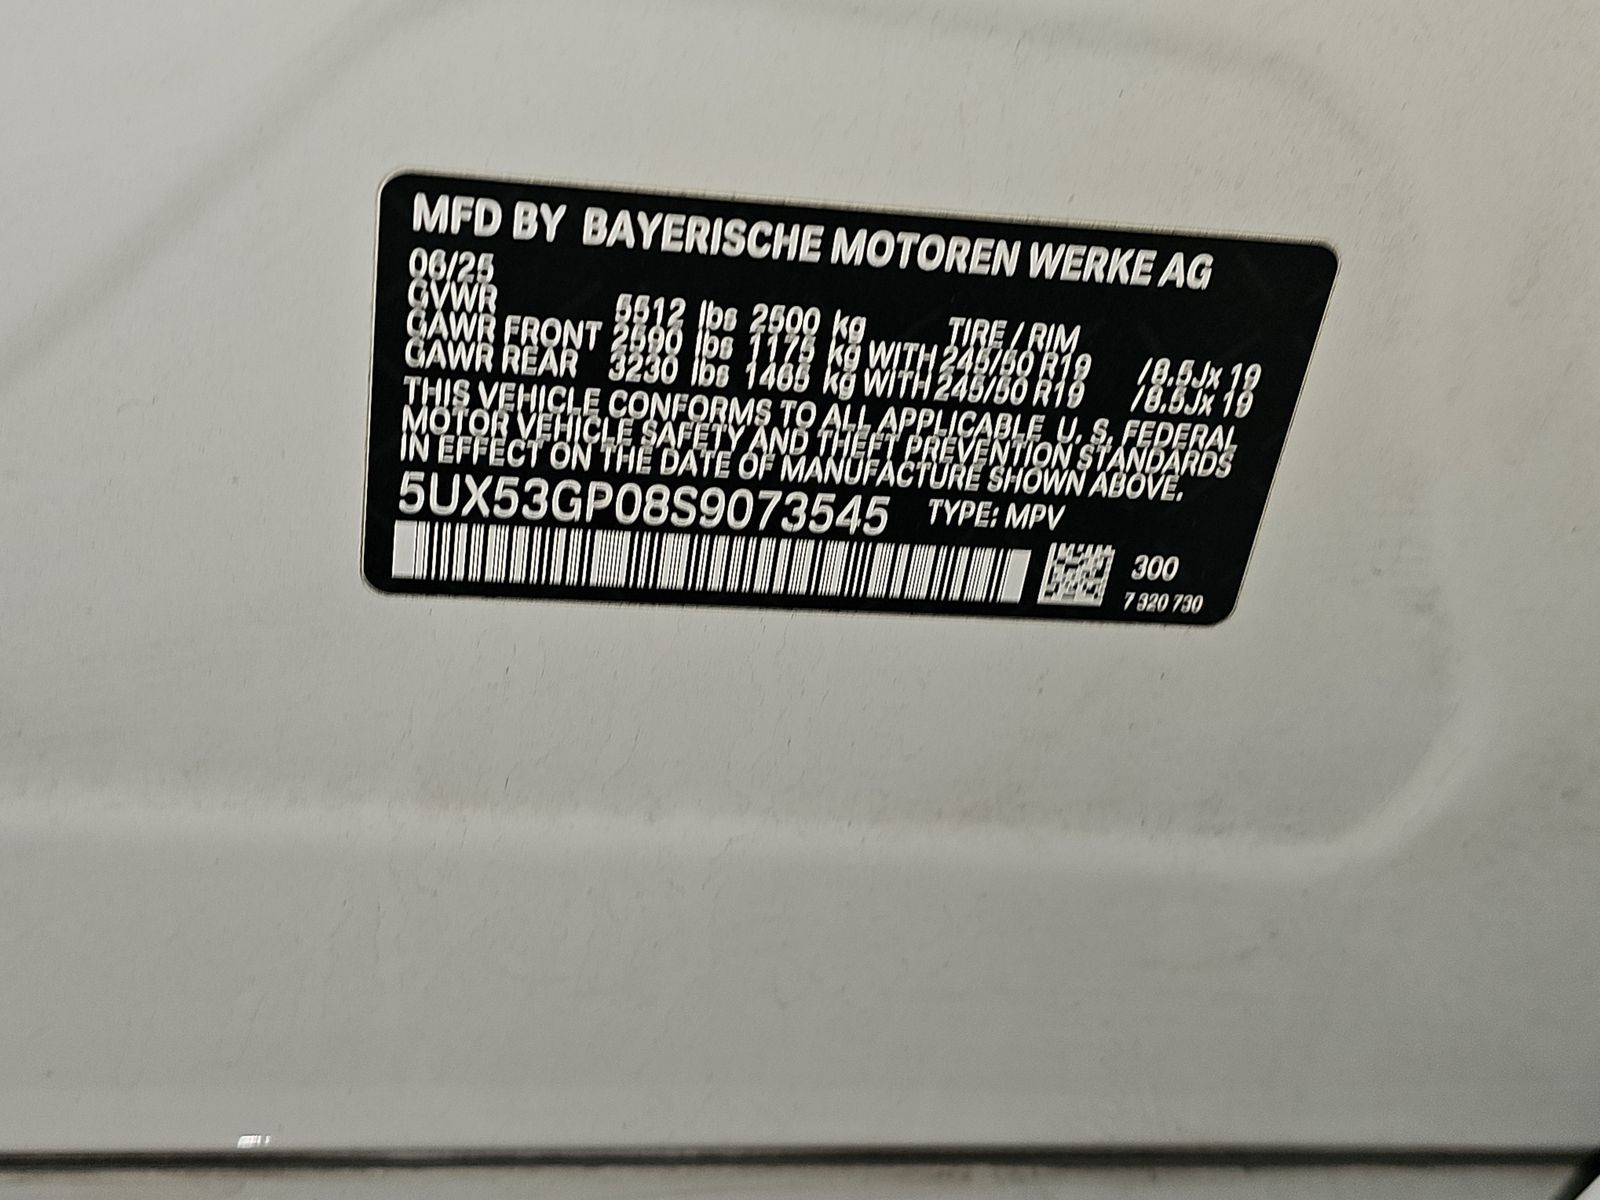 MFD BY BAYERISCHE MOTOREN WERKE AG
06/25
GVWR 5512 lbs 2500 kg TIRE / RIM
GAWR FRONT 2590 lbs 1175 kg WITH 245/50 R19 /8.5Jx 19
GAWR REAR 3230 lbs 1465 kg WITH 245/50 R19 /8.5Jx 19
THIS VEHICLE CONFORMS TO ALL APPLICABLE U. S. FEDERAL
MOTOR VEHICLE SAFETY AND THEFT PREVENTION STANDARDS
IN EFFECT ON THE DATE OF MANUFACTURE SHOWN ABOVE.
5UX53GP08S9073545 TYPE: MPV
300
7 320 730